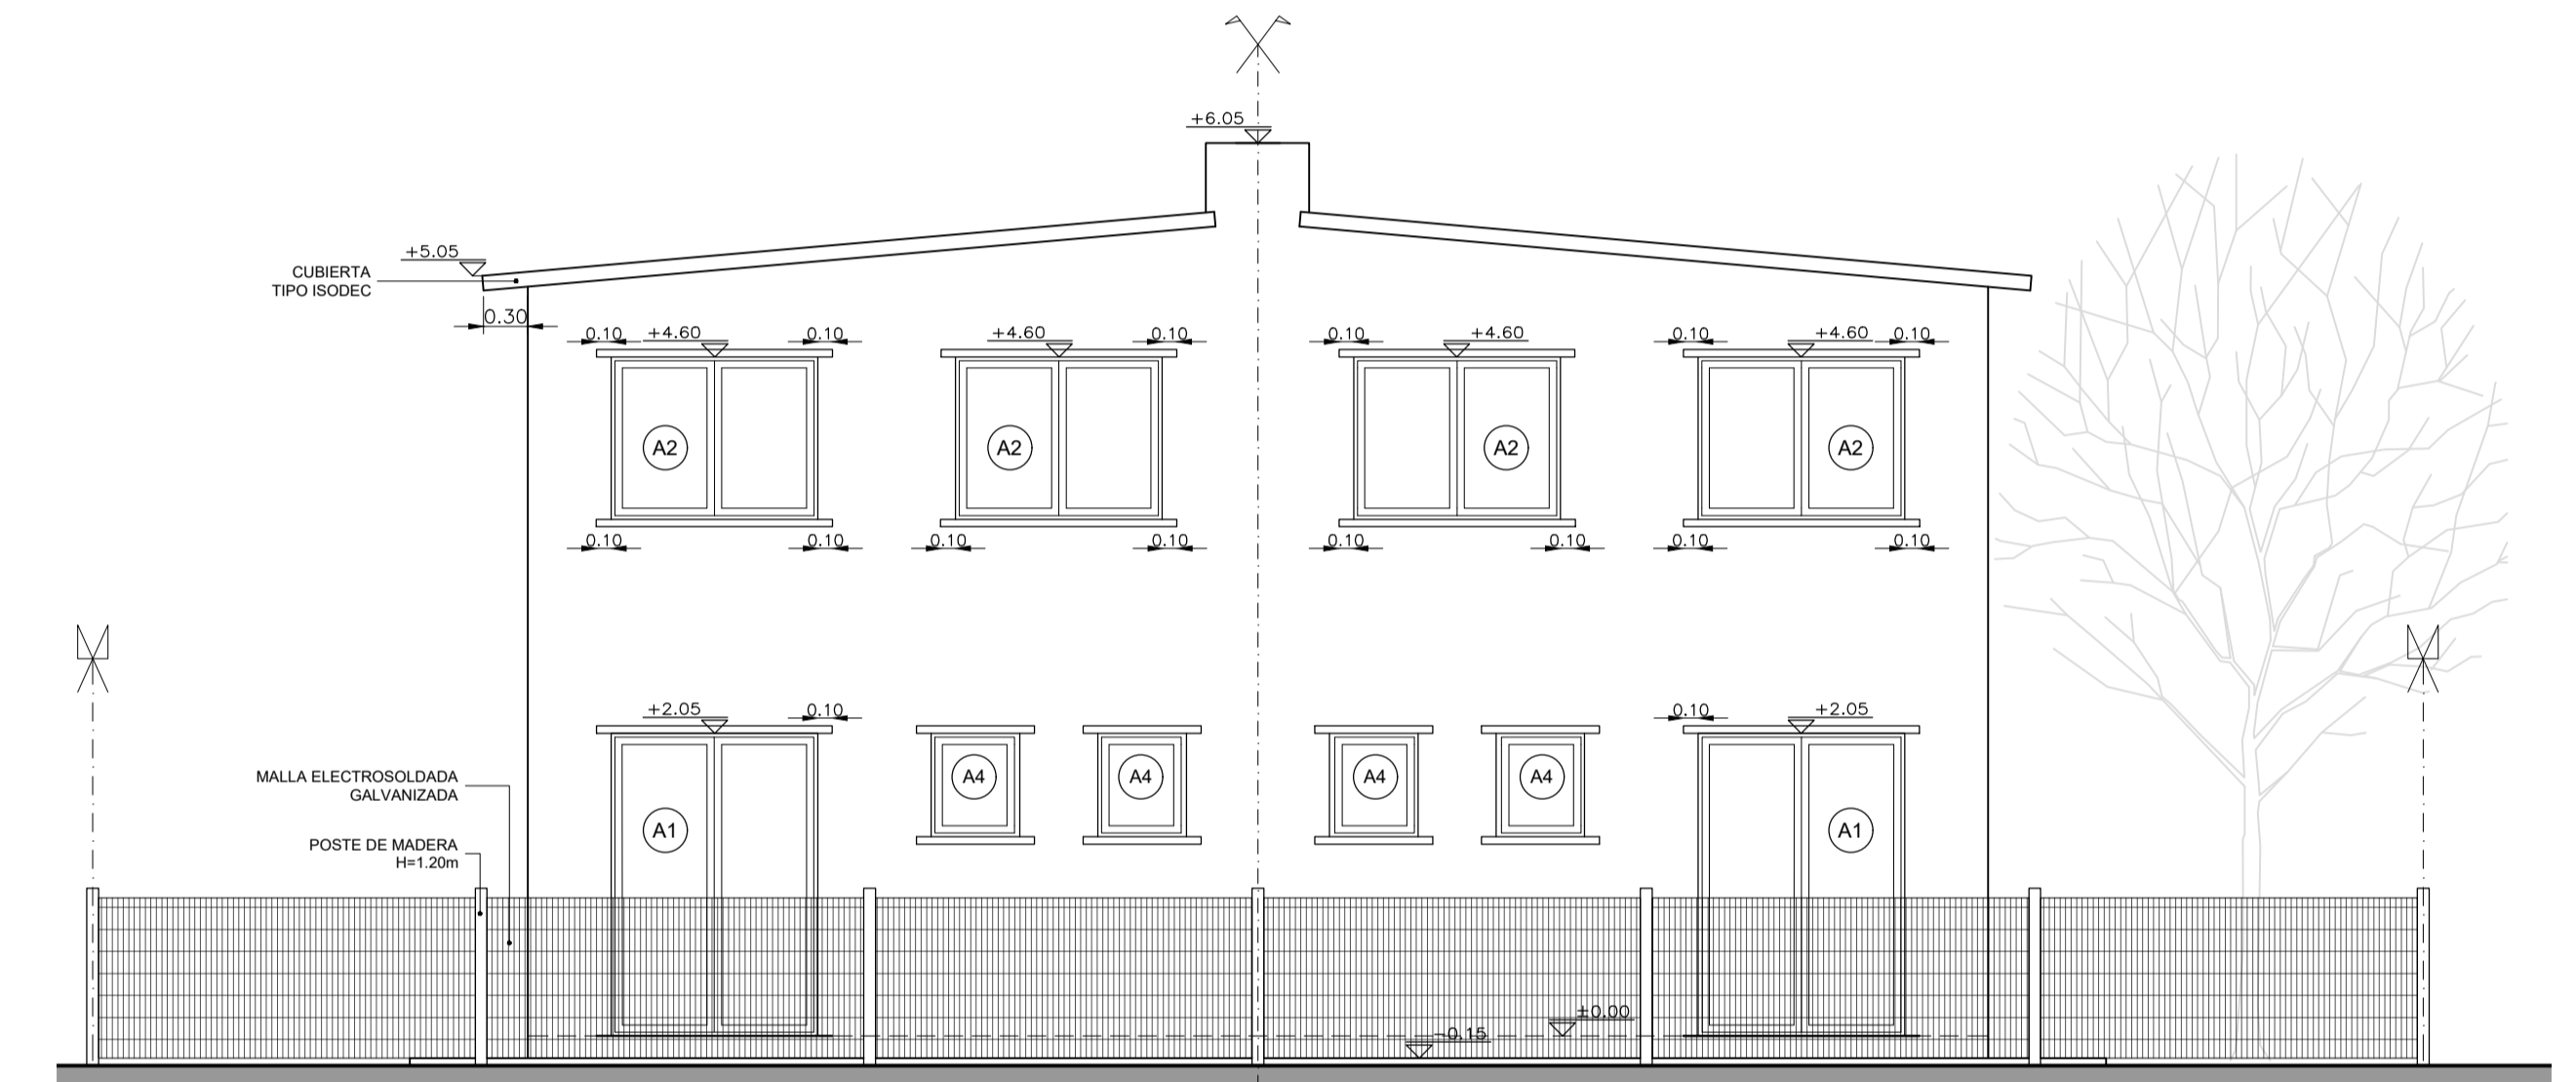 +6.05
+5.05
CUBIERTA
TIPO ISODEC
0.30
0.10 +4.60 0.10 +4.60 0.10 0.10 +4.60 0.10 +4.60 0.10
A2 A2 A2 A2
0.10 0.10 0.10 0.10 0.10 0.10 0.10 0.10
+2.05 0.10 0.10 +2.05
MALLA ELECTROSOLDADA
GALVANIZADA
A4 A4 A4 A4
A1 A1
POSTE DE MADERA
H=1.20m
±0.00
-0.15